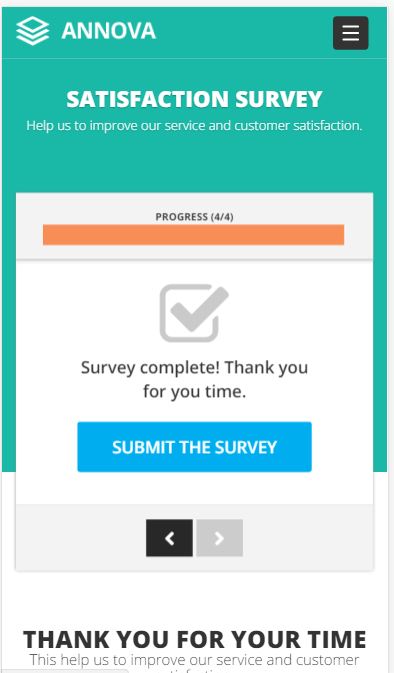 ANNOVA
SATISFACTION SURVEY
Help us to improve our service and customer satisfaction.
PROGRESS (4/4)
Survey complete! Thank you
for you time.
SUBMIT THE SURVEY
THANK YOU FOR YOUR TIME
This help us to improve our service and customer